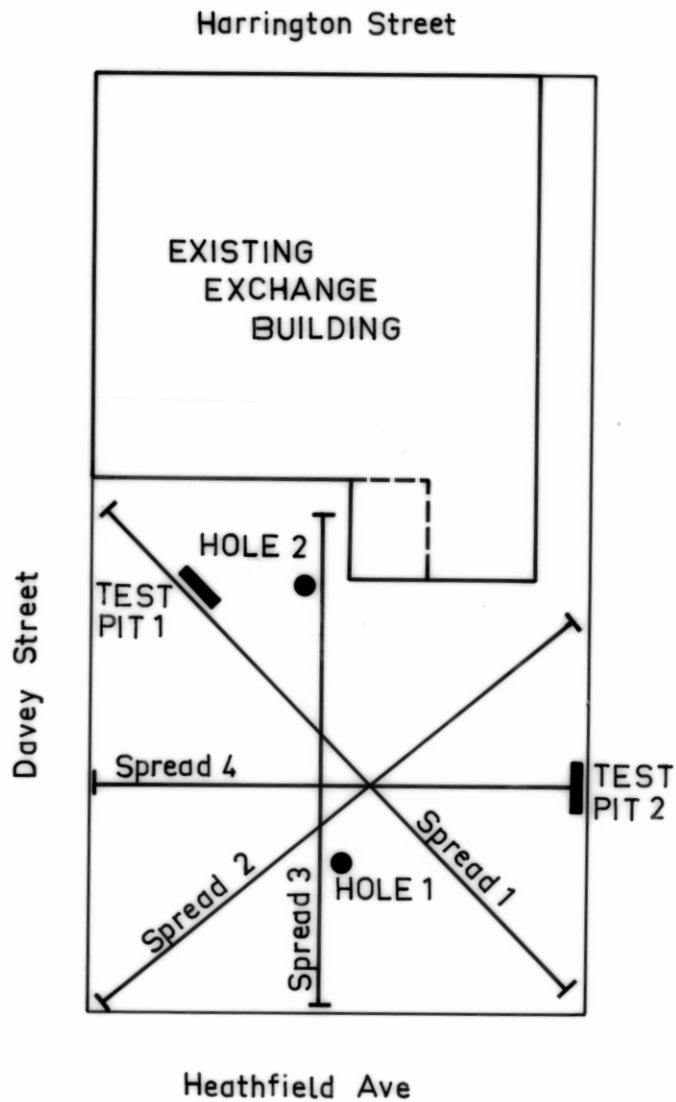 Harrington Street
EXISTING
EXCHANGE
BUILDING
HOLE 2
TEST
PIT 1
Davey Street
Spread 4
TEST
PIT 2
Spread 1
Spread 2
Spread 3
HOLE 1
Heathfield Ave